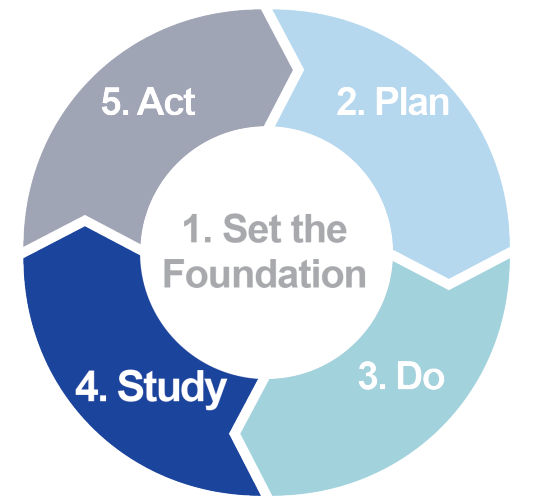 5. Act
2. Plan
1. Set the
Foundation
4. Study
3. Do